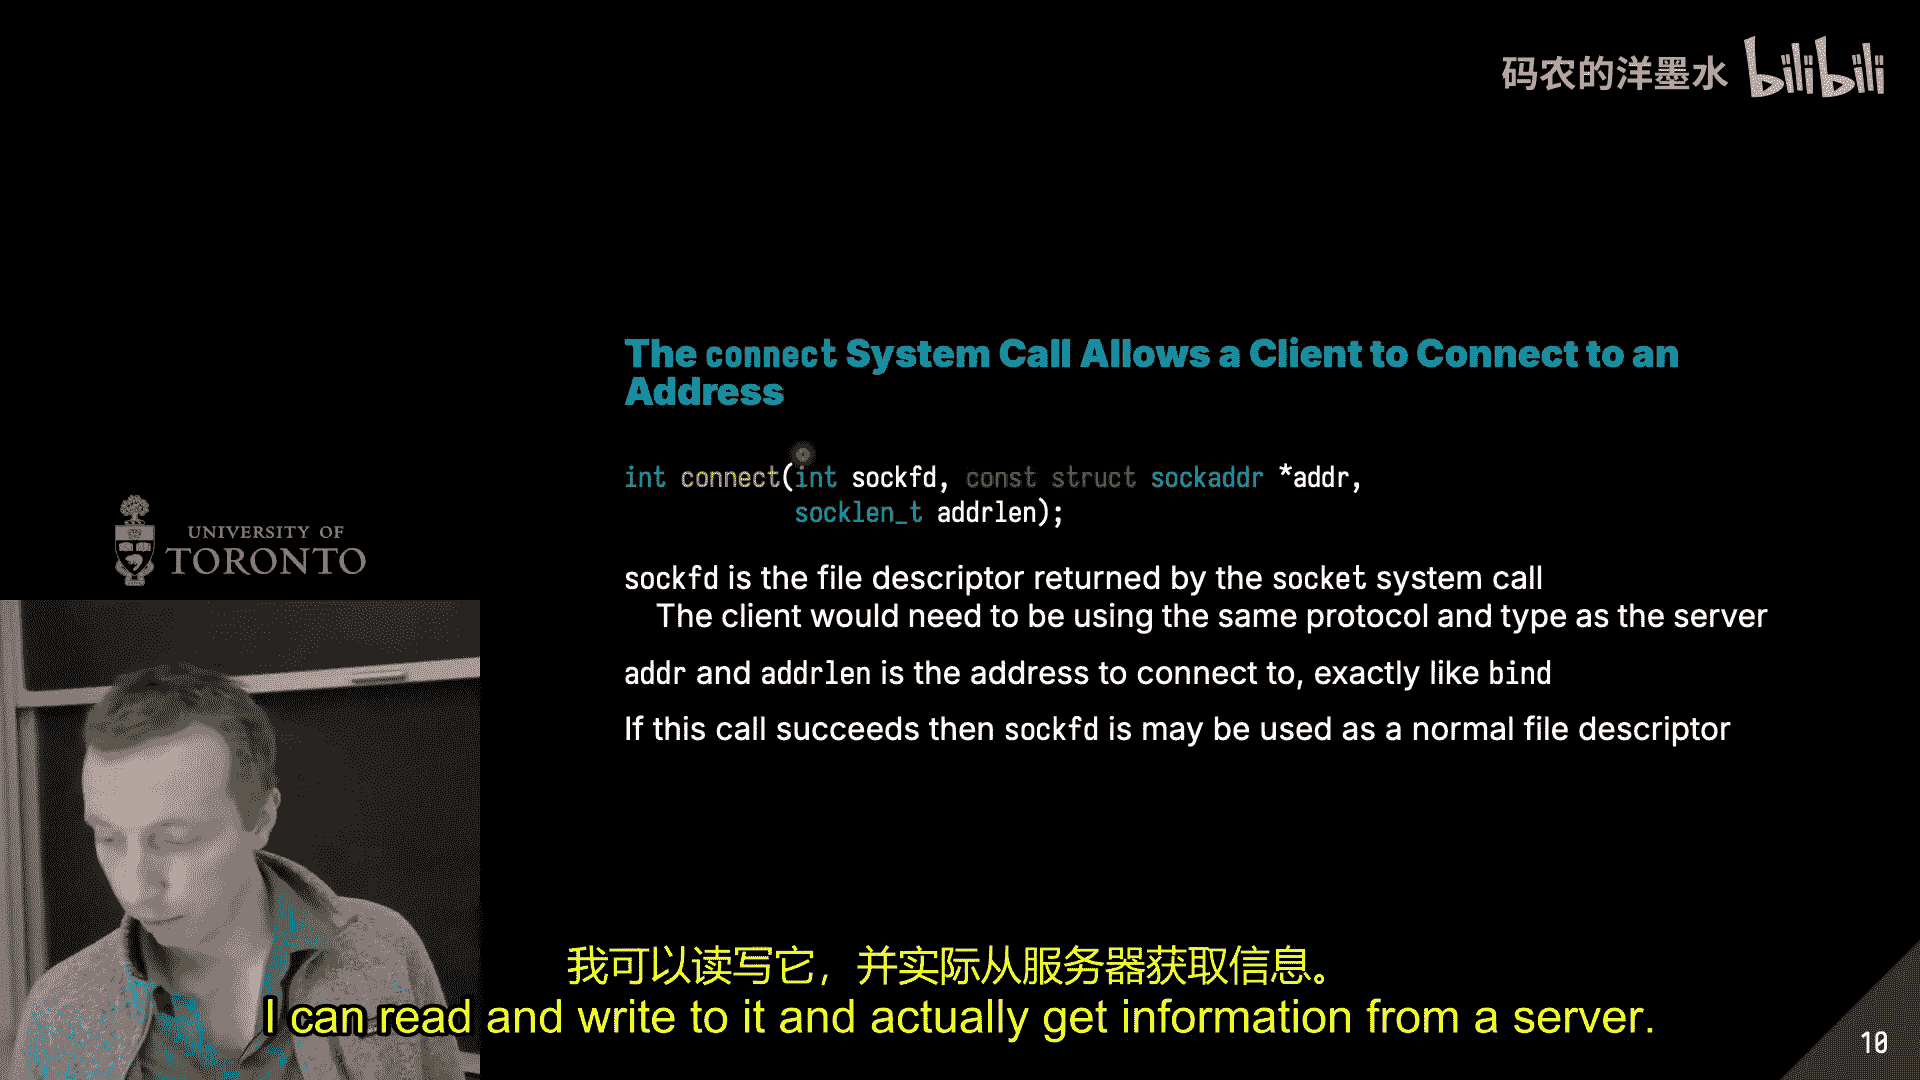 码农的洋墨水 bilibili
The connect System Call Allows a Client to Connect to an
Address
int connect(int sockfd, const struct sockaddr *addr,
socklen_t addrlen);
sockfd is the file descriptor returned by the socket system call
The client would need to be using the same protocol and type as the server
addr and addrlen is the address to connect to, exactly like bind
If this call succeeds then sockfd is may be used as a normal file descriptor
UNIVERSITY OF
TORONTO
我可以读写它，并实际从服务器获取信息。
I can read and write to it and actually get information from a server.
10